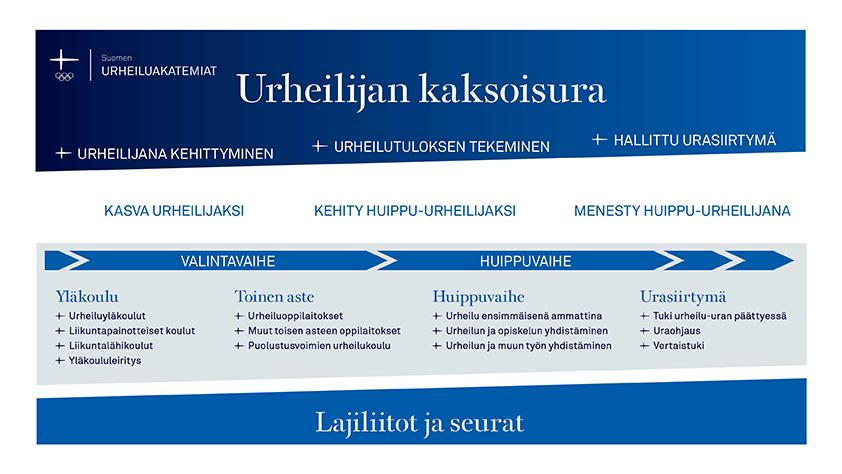 Suomen
URHEILUAKATEMIAT
Urheilijan kaksoisura
URHEILIJANA KEHITTYMINEN
URHEILUTULOKSEN TEKEMINEN
HALLITTU URASIIRTYMÄ
KASVA URHEILIJAKSI
KEHITY HUIPPU-URHEILIJAKSI
MENESTY HUIPPU-URHEILIJANA
VALINTAVAIHE
HUIPPUVAIHE
Yläkoulu
Urheiluyläkoulut
Liikuntapainotteiset koulut
Liikuntalähikoulut
Yläkoululeiritys
Toinen aste
Urheiluoppilaitokset
Muut toisen asteen oppilaitokset
Puolustusvoimien urheilukoulu
Huippuvaihe
Urheilu ensimmäisenä ammattina
Urheilun ja opiskelun yhdistäminen
Urheilun ja muun työn yhdistäminen
Urasiirtymä
Tuki urheilu-uran päättyessä
Uraohjaus
Vertaistuki
Lajiliitot ja seurat